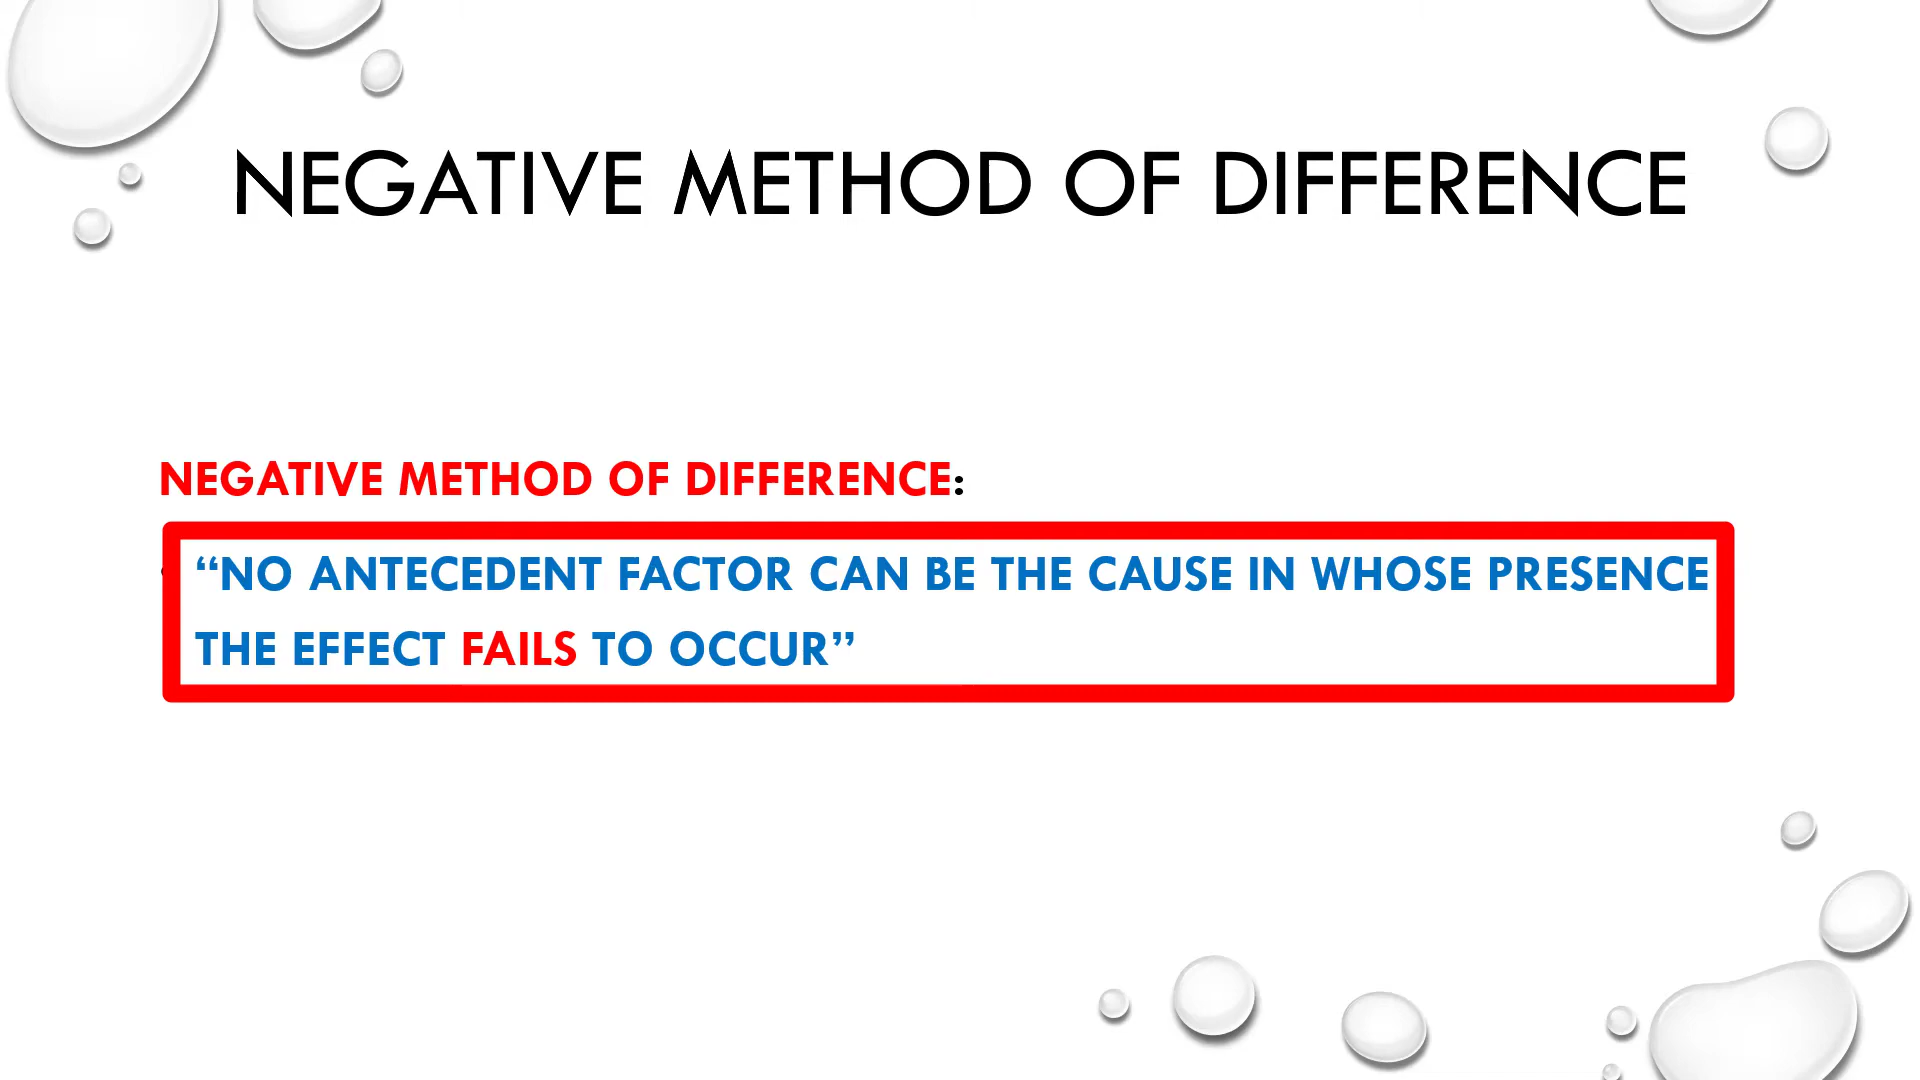 NEGATIVE METHOD OF DIFFERENCE
NEGATIVE METHOD OF DIFFERENCE:
“NO ANTECEDENT FACTOR CAN BE THE CAUSE IN WHOSE PRESENCE
THE EFFECT FAILS TO OCCUR”